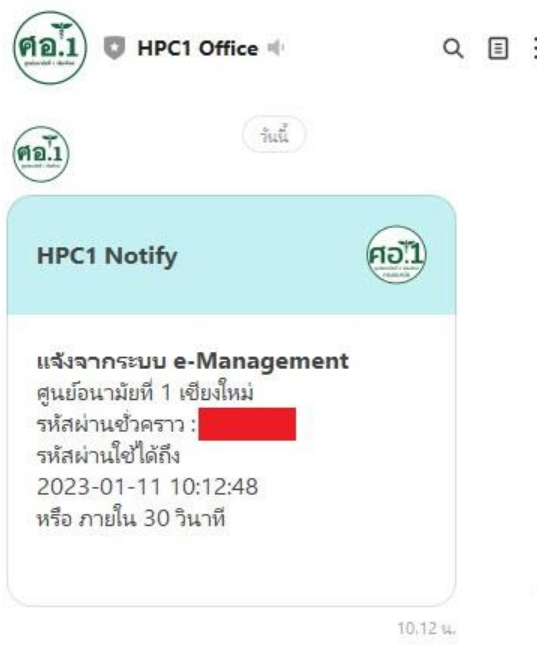 ศอ.1
HPC1 Office
วันนี้
ศอ.1
HPC1 Notify
ศอ.1
แจ้งจากระบบ e-Management
ศูนย์อนามัยที่ 1 เชียงใหม่
รหัสผ่านชั่วคราว :
รหัสผ่านใช้ได้ถึง
2023-01-11 10:12:48
หรือ ภายใน 30 วินาที
10.12 น.